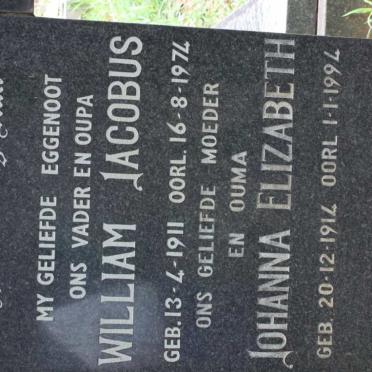 MY GELIEFDE EGGENOOT
ONS VADER EN OUPA
WILLIAM JACOBUS
GEB. 13-4-1911 OORL. 16-8-1974
ONS GELIEFDE MOEDER
EN OUMA
JOHANNA ELIZABETH
GEB. 20-12-1914 OORL 1-1-1994